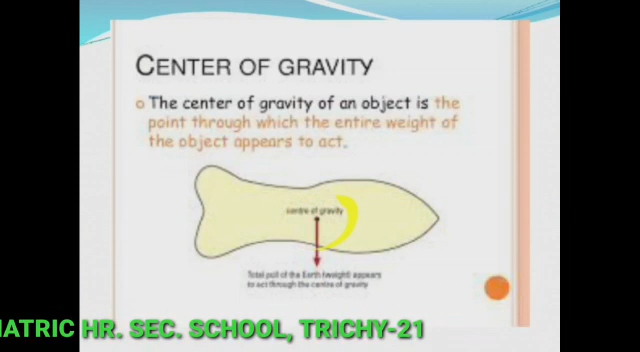 CENTER OF GRAVITY
The center of gravity of an object is the
point through which the entire weight of
the object appears to act.
centre of gravity
Total pull of the Earth (weight) appears
to act through the centre of gravity
IATRIC HR. SEC. SCHOOL, TRICHY-21